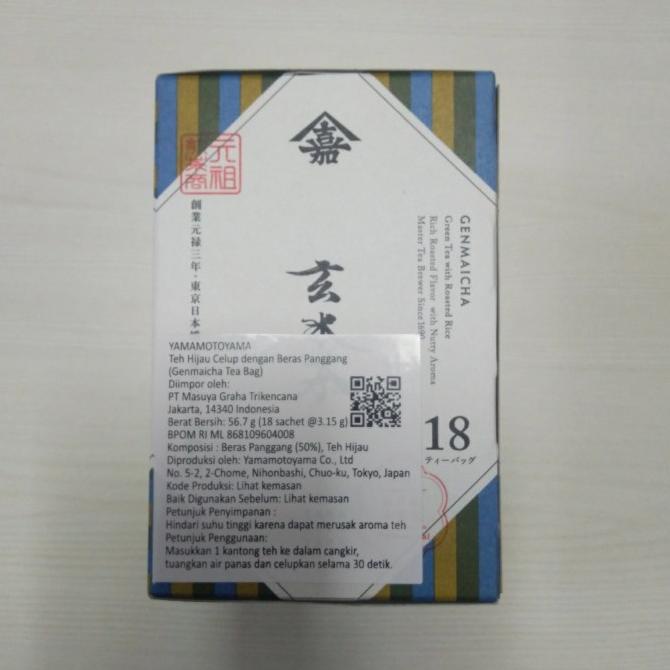 嘉
元祖
創業元禄三年・東京日本
玄米
GENMAICHA
Green Tea with Roasted Rice
Rich Roasted Flavor with Nutty Aroma
Master Tea Brewer Since 1690
YAMAMOTOYAMA
Teh Hijau Celup dengan Beras Panggang
(Genmaicha Tea Bag)
Diimpor oleh:
PT Masuya Graha Trikencana
Jakarta, 14340 Indonesia
Berat Bersih: 56.7 g (18 sachet @3.15 g)
BPOM RI ML 868109604008
Komposisi : Beras Panggang (50%), Teh Hijau
Diproduksi oleh: Yamamotoyama Co., Ltd
No. 5-2, 2-Chome, Nihonbashi, Chuo-ku, Tokyo, Japan
Kode Produksi: Lihat kemasan
Baik Digunakan Sebelum: Lihat kemasan
Petunjuk Penyimpanan :
Hindari suhu tinggi karena dapat merusak aroma teh
Petunjuk Penggunaan:
Masukkan 1 kantong teh ke dalam cangkir,
tuangkan air panas dan celupkan selama 30 detik.
18
ティーバッグ